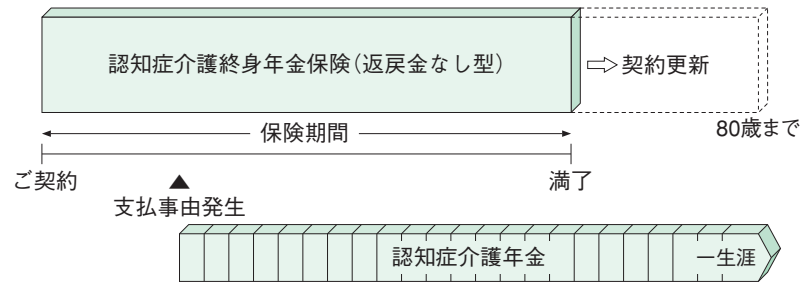 認知症介護終身年金保険(返戻金なし型)
契約更新
保険期間
80歳まで
ご契約
満了
支払事由発生
認知症介護年金
一生涯